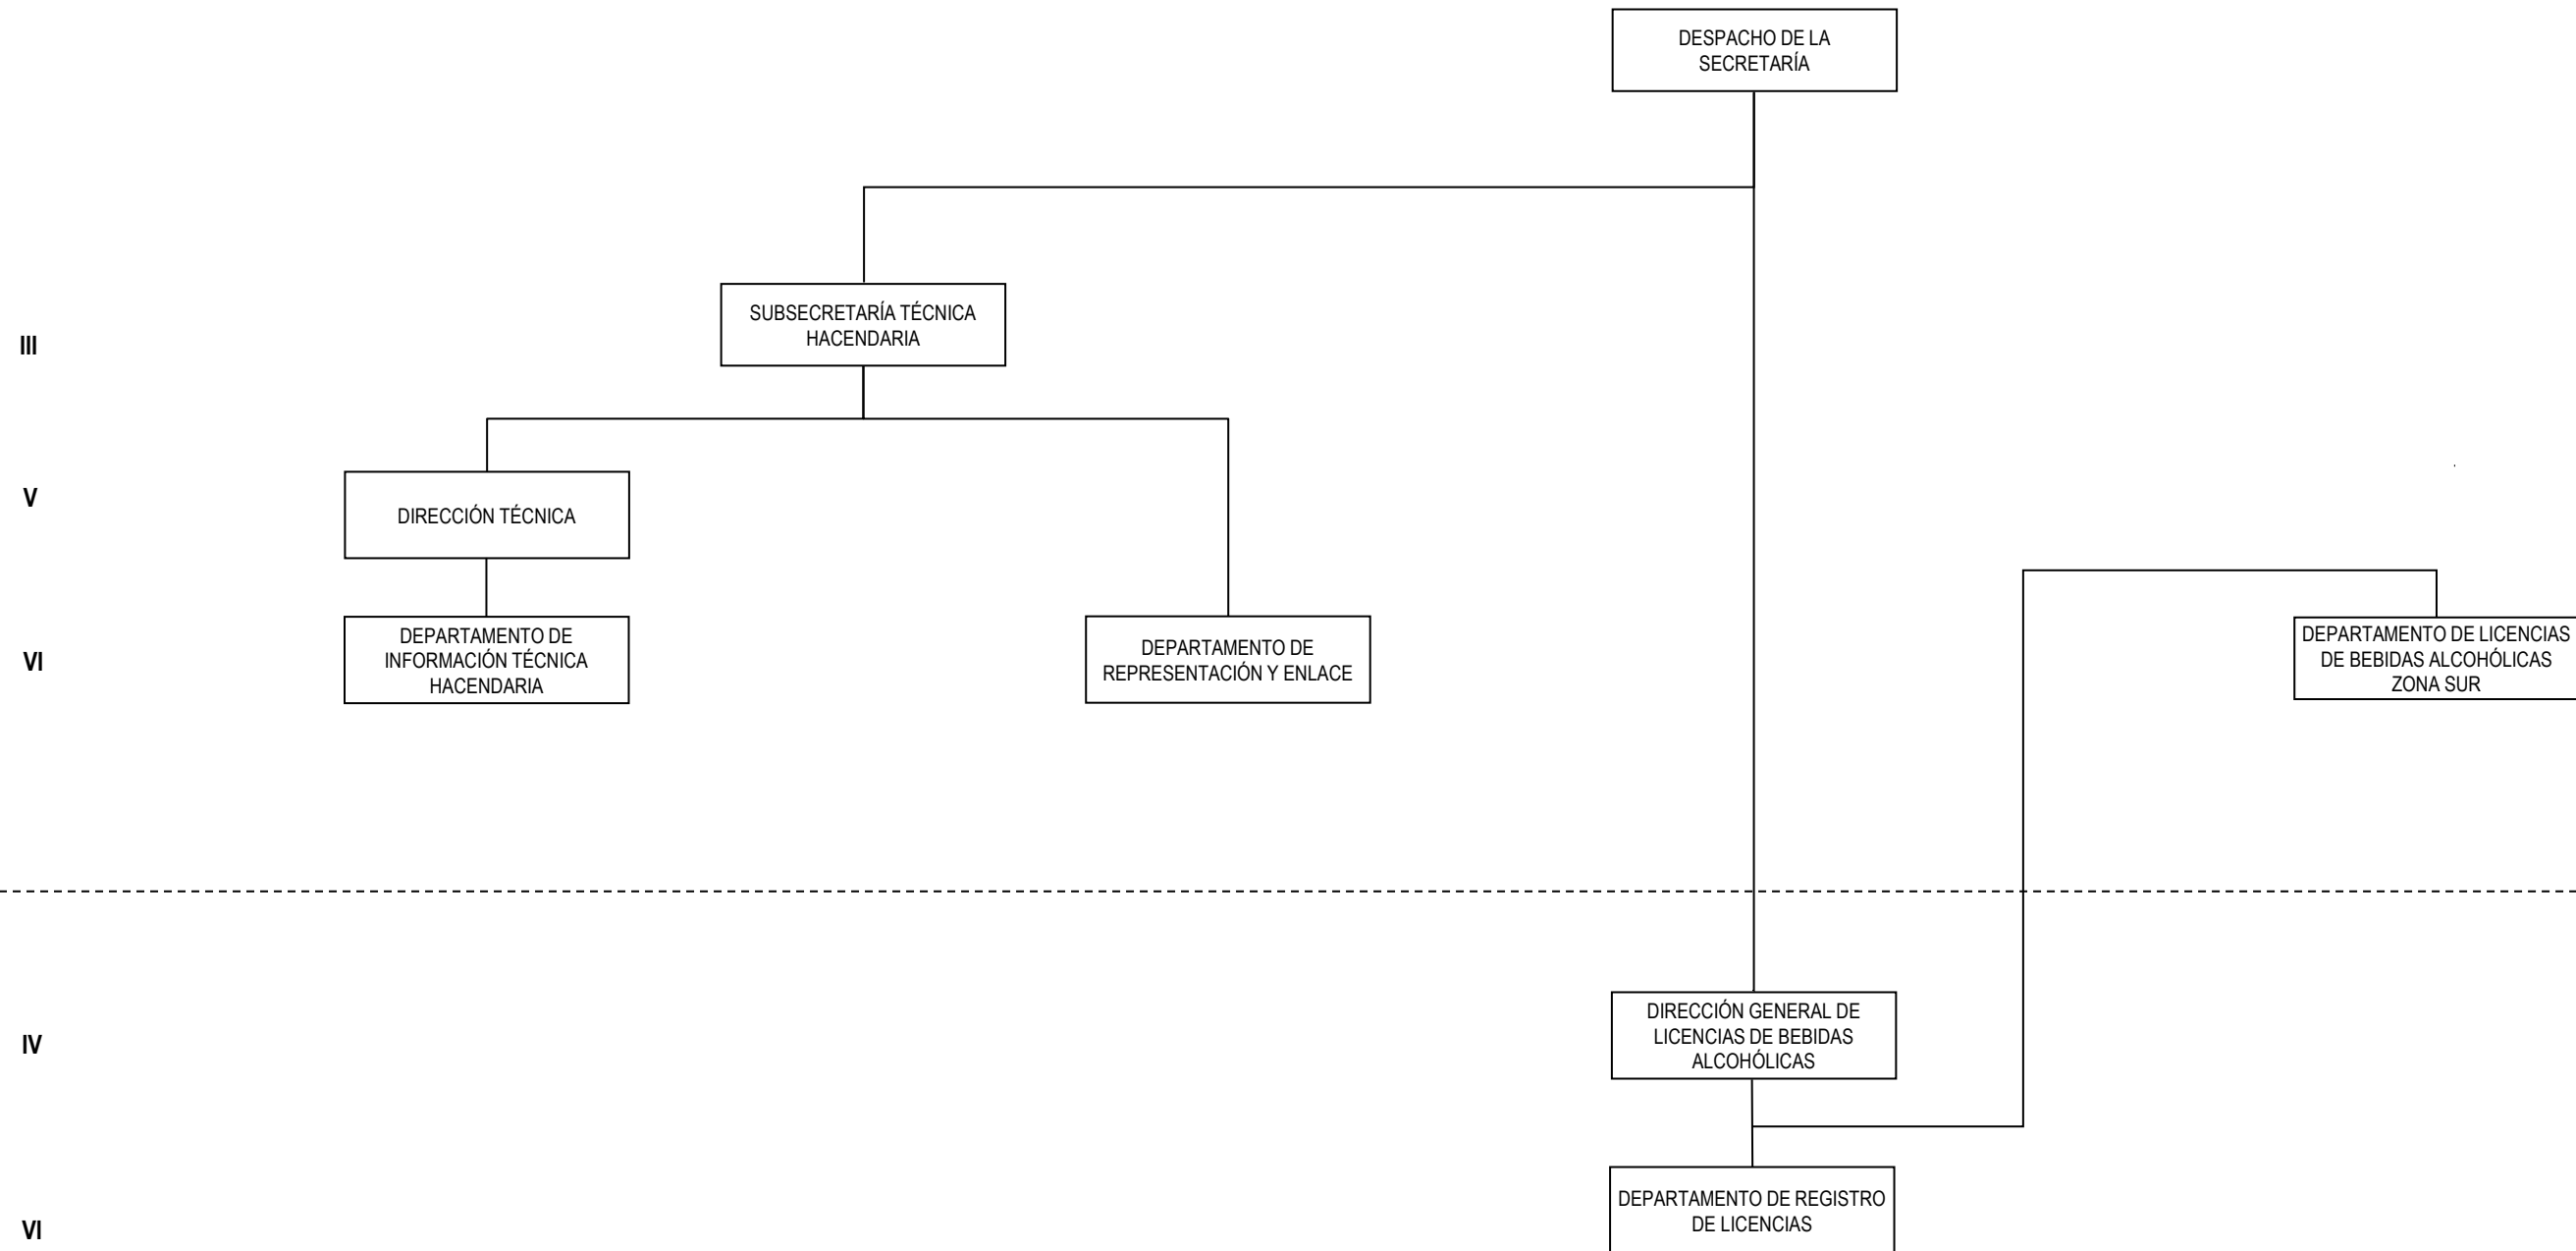 DESPACHO DE LA
SECRETARÍA
III
SUBSECRETARÍA TÉCNICA
HACENDARIA
V
DIRECCIÓN TÉCNICA
VI
DEPARTAMENTO DE
INFORMACIÓN TÉCNICA
HACENDARIA
DEPARTAMENTO DE
REPRESENTACIÓN Y ENLACE
DEPARTAMENTO DE LICENCIAS
DE BEBIDAS ALCOHÓLICAS
ZONA SUR
IV
DIRECCIÓN GENERAL DE
LICENCIAS DE BEBIDAS
ALCOHÓLICAS
VI
DEPARTAMENTO DE REGISTRO
DE LICENCIAS